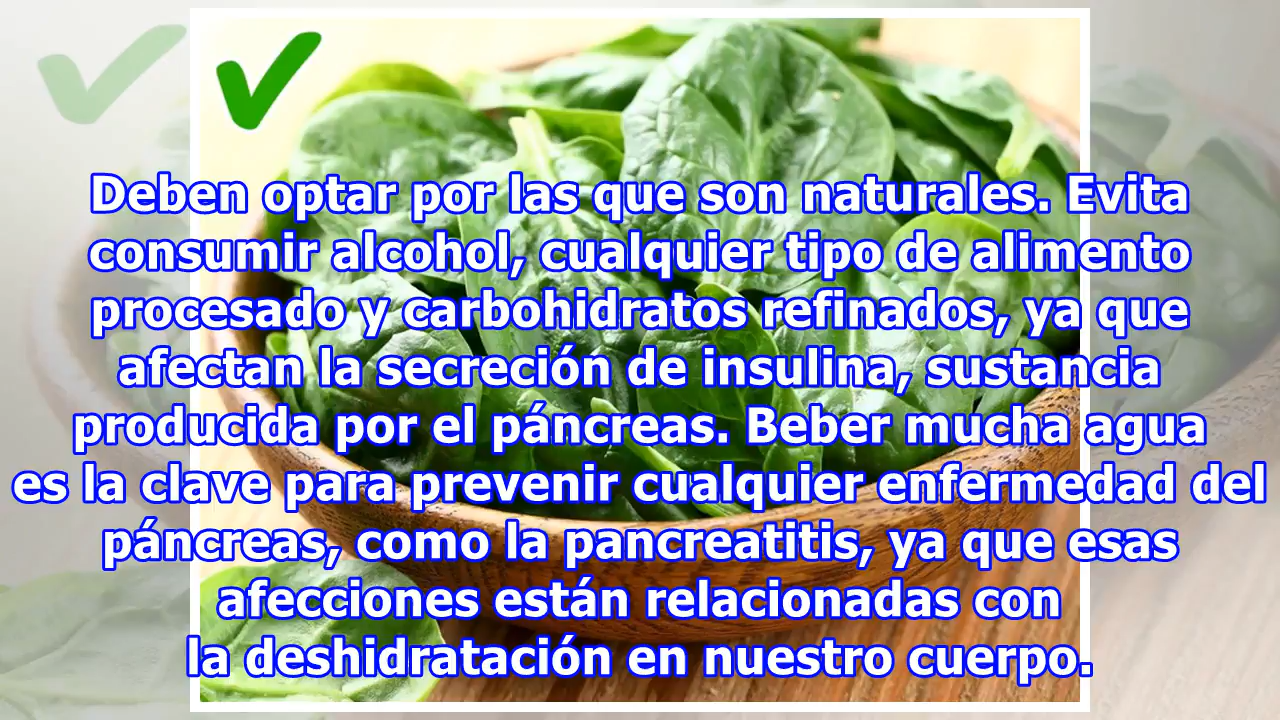 Deben optar por las que son naturales. Evita
consumir alcohol, cualquier tipo de alimento
procesado y carbohidratos refinados, ya que
afectan la secreción de insulina, sustancia
producida por el páncreas. Beber mucha agua
es la clave para prevenir cualquier enfermedad del
páncreas, como la pancreatitis, ya que esas
afecciones están relacionadas con
la deshidratación en nuestro cuerpo.